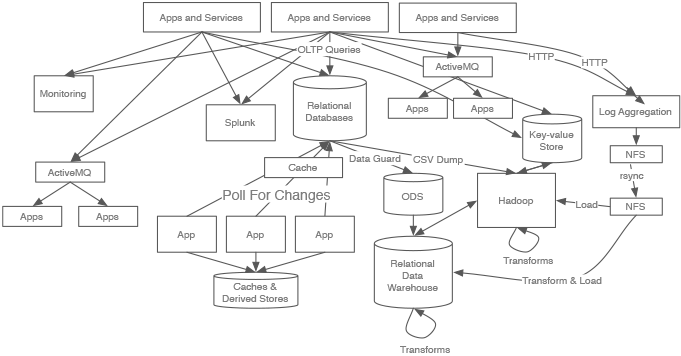 Apps and Services
Apps and Services
Apps and Services
OLTP Queries
HTTP
HTTP
ActiveMQ
Monitoring
Splunk
Relational
Databases
Apps
Apps
Log Aggregation
Key-value
Store
NFS
ActiveMQ
Cache
Data Guard
CSV Dump
rsync
Poll For Changes
ODS
Hadoop
Load
NFS
Apps
Apps
App
App
App
Transforms
Relational
Data
Warehouse
Transform & Load
Caches &
Derived Stores
Transforms